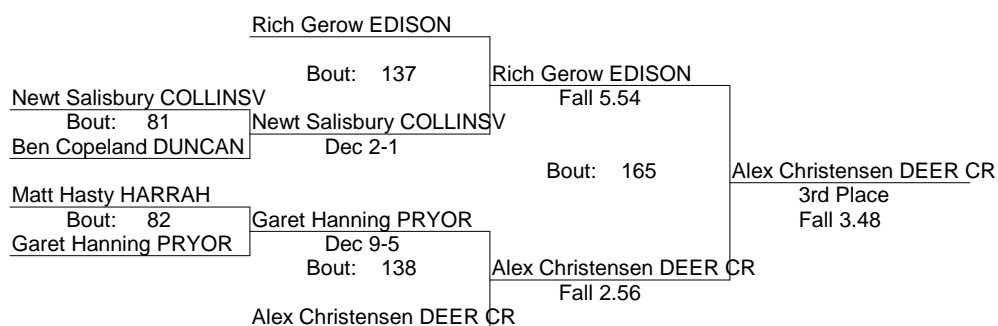 Rich Gerow EDISON
Bout: 137
Rich Gerow EDISON
Fall 5.54
Newt Salisbury COLLINSV
Bout: 81
Newt Salisbury COLLINSV
Ben Copeland DUNCAN
Dec 2-1
Bout: 165
Alex Christensen DEER CR
3rd Place
Fall 3.48
Matt Hasty HARRAH
Bout: 82
Garet Hanning PRYOR
Garet Hanning PRYOR
Dec 9-5
Bout: 138
Alex Christensen DEER CR
Fall 2.56
Alex Christensen DEER CR